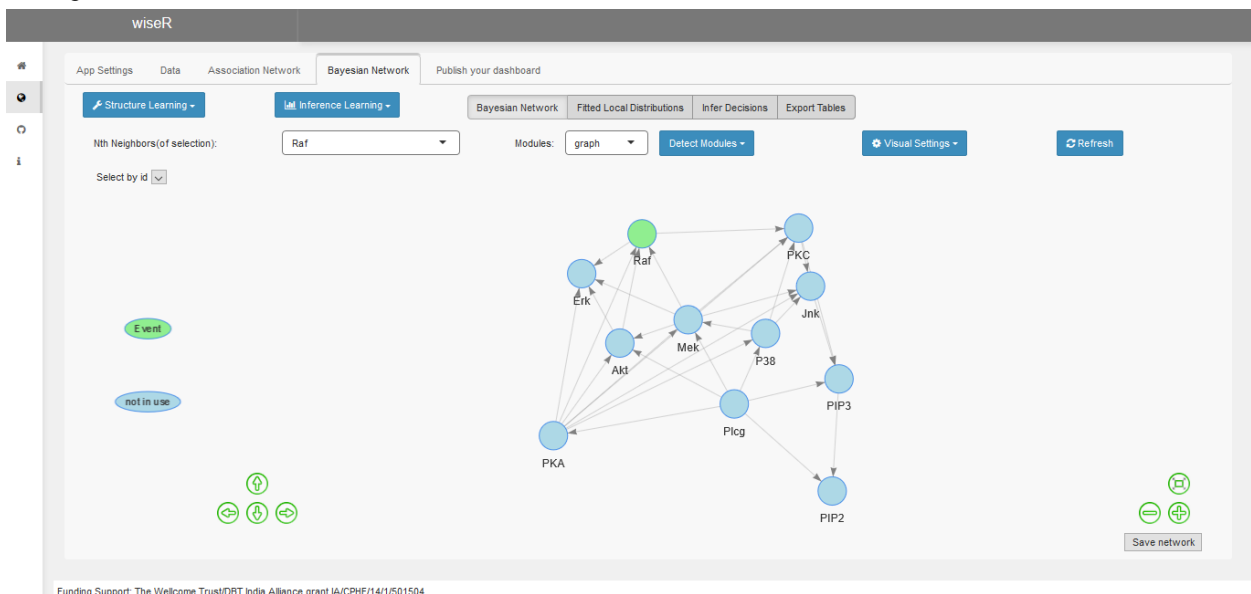 wiseR
App Settings Data Association Network Bayesian Network Publish your dashboard
Structure Learning Inference Learning Bayesian Network Fitted Local Distributions Infer Decisions Export Tables
Nth Neighbors(of selection): Raf Modules: graph Detect Modules Visual Settings Refresh
Select by id
Raf
PKC
Erk
Jnk
Mek
P38
Akt
Event
not in use
PIP3
Plcg
PKA
PIP2
Save network
Funding Support: The Wellcome Trust/DBT India Alliance grant IA/CPHE/14/1/501504